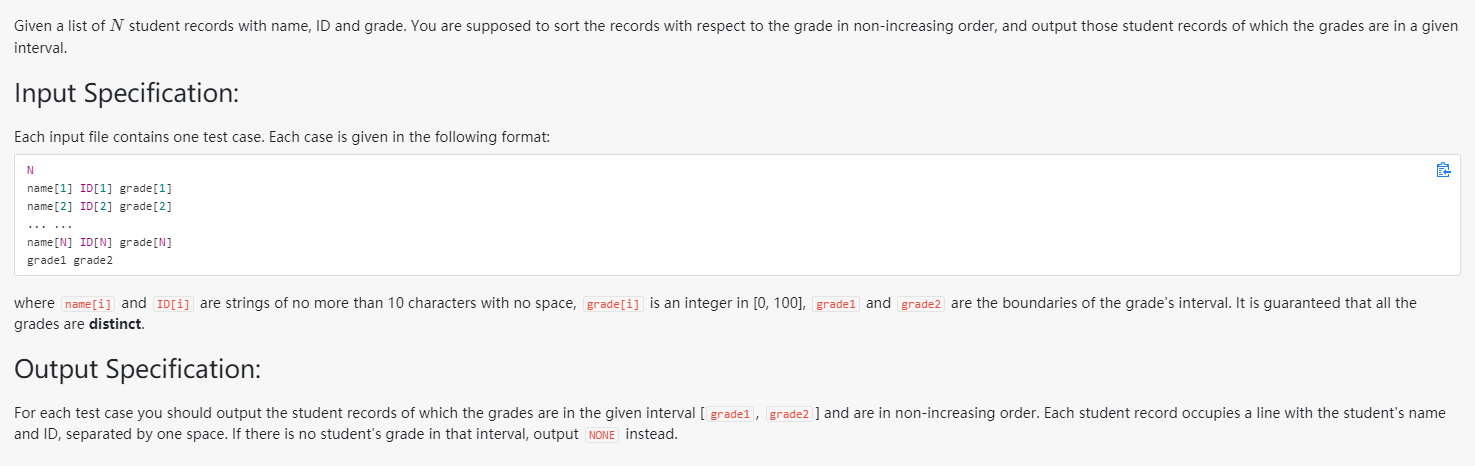 Given a list of N student records with name, ID and grade. You are supposed to sort the records with respect to the grade in non-increasing order, and output those student records of which the grades are in a given
interval.
Input Specification:
Each input file contains one test case. Each case is given in the following format:
N
name[1] ID[1] grade[1]
name[2] ID[2] grade[2]
... ...
name[N] ID[N] grade[N]
grade1 grade2
where name[i] and ID[i] are strings of no more than 10 characters with no space, grade[i] is an integer in [0, 100], grade1 and grade2 are the boundaries of the grade's interval. It is guaranteed that all the
grades are distinct.
Output Specification:
For each test case you should output the student records of which the grades are in the given interval [ grade1 , grade2 ] and are in non-increasing order. Each student record occupies a line with the student's name
and ID, separated by one space. If there is no student's grade in that interval, output NONE instead.